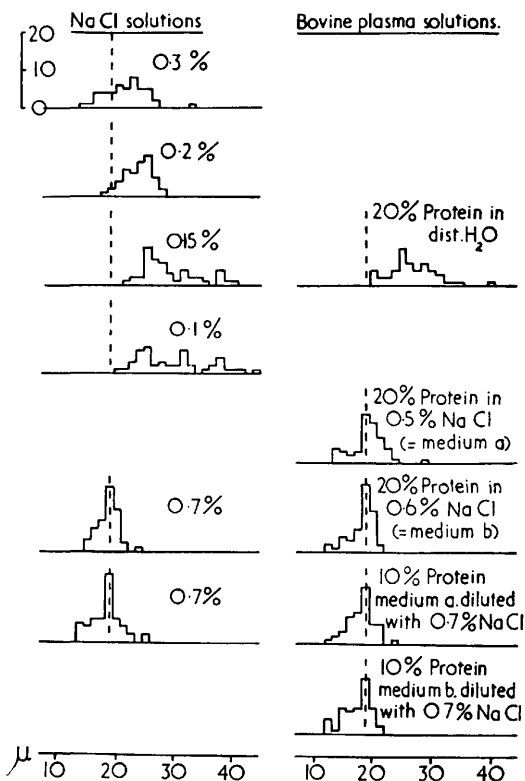 NaCl solutions
20
10
0
0·3 %
0·2 %
0·15 %
0·1 %
0·7%
0·7%
μ 10 20 30 40
Bovine plasma solutions.
20% Protein in
dist. H2O
20% Protein in
0·5% NaCl
(= medium a)
20% Protein in
0·6% NaCl
(= medium b)
10% Protein
medium a. diluted
with 0·7% NaCl
10% Protein
medium b. diluted
with 0·7% NaCl
10 20 30 40